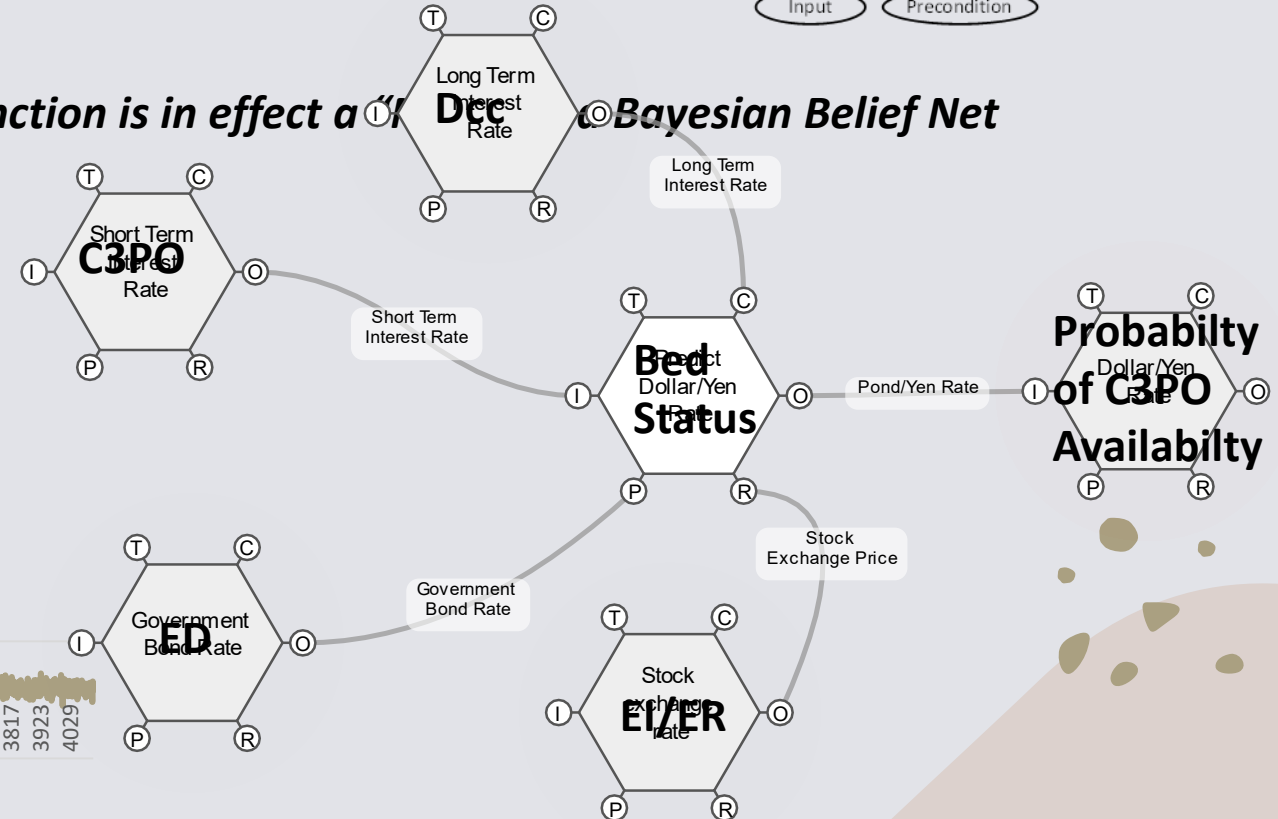 Input
Precondition
T
C
Long Term
Interest
Rate
Dcc
I
O
P
R
nction is in effect a “
a Bayesian Belief Net
Long Term
Interest Rate
T
C
Short Term
Interest
Rate
C3PO
I
O
P
R
Short Term
Interest Rate
T
C
Predict
Dollar/Yen
Rate
Bed
Status
I
O
P
R
Pond/Yen Rate
T
C
Probabilty
of C3PO
Availabilty
Dollar/Yen
Rate
I
O
P
R
Stock
Exchange Price
Government
Bond Rate
T
C
Government
Bond Rate
ED
I
O
P
R
T
C
Stock
exchange
rate
EI/ER
I
O
P
R
3817
3923
4029